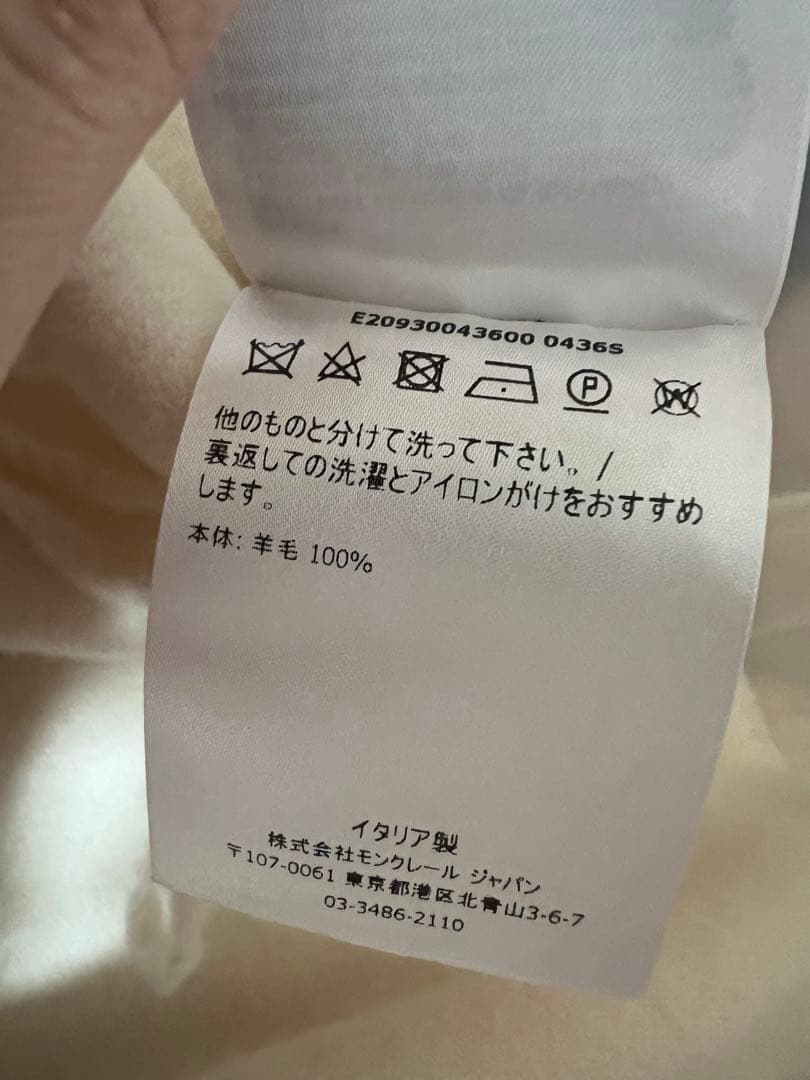 E20930043600 0436S
P
W
他のものと分けて洗って下さい。/
裏返しての洗濯とアイロンがけをおすすめ
します。
本体: 羊毛 100%
イタリア製
株式会社モンクレール ジャパン
〒107-0061 東京都港区北青山3-6-7
03-3486-2110